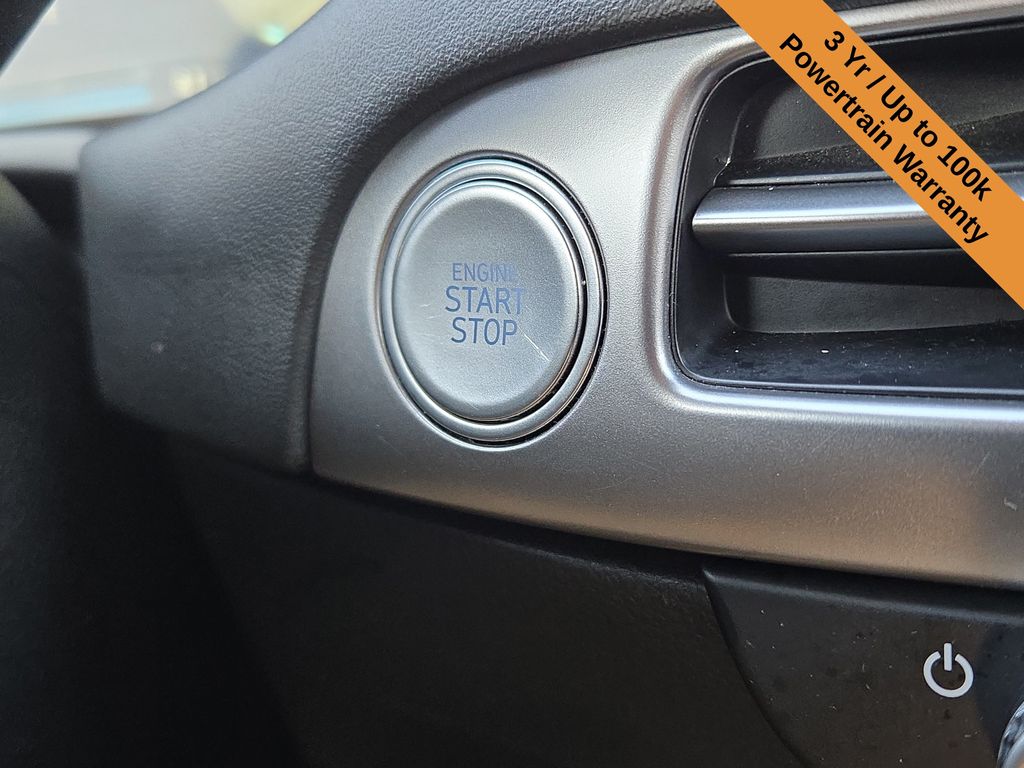 3 Yr / Up to 100k
Powertrain Warranty
ENGINE
START
STOP